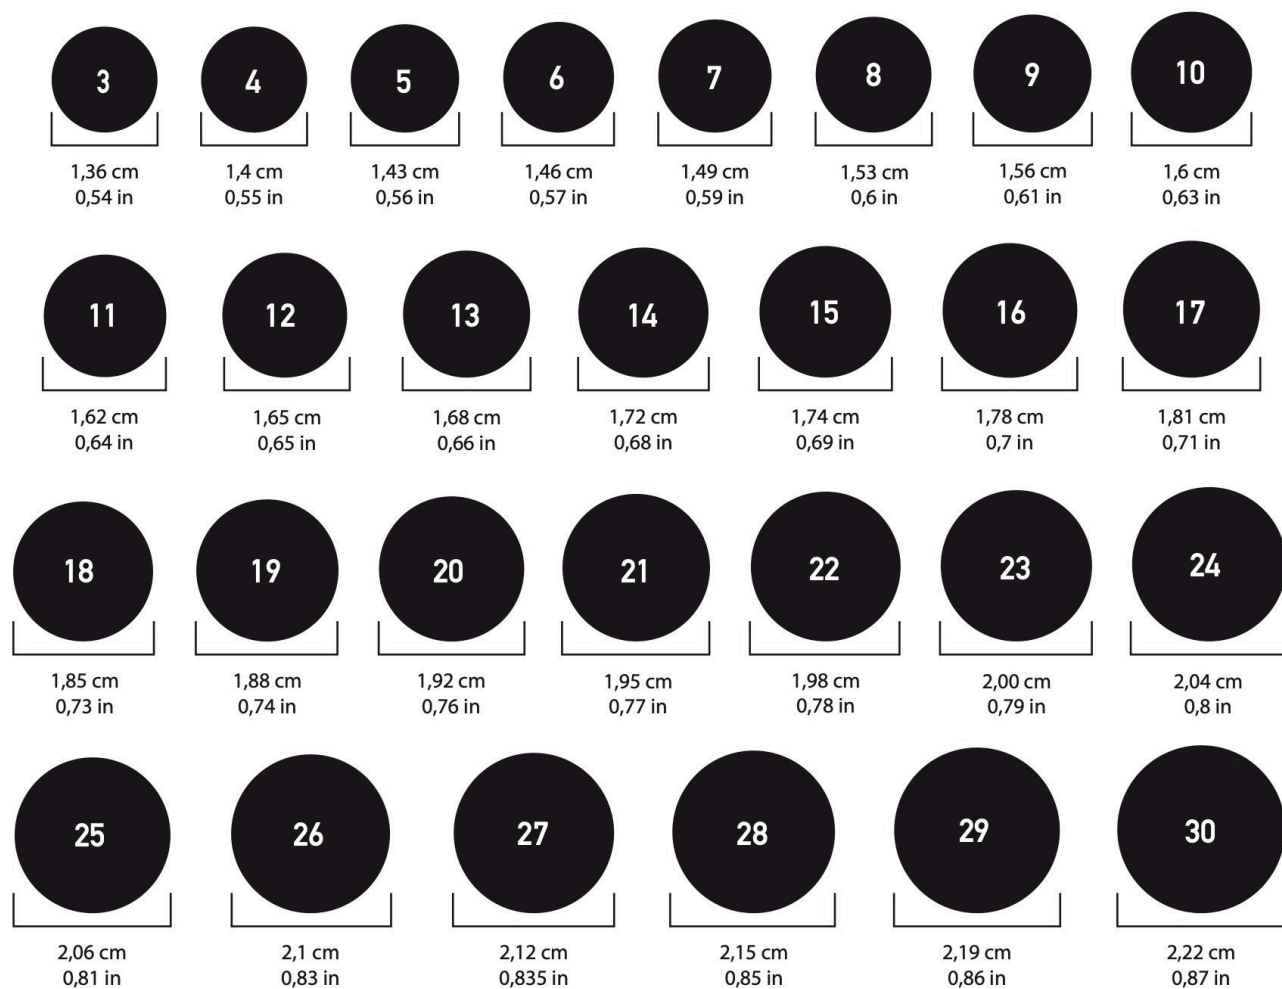 3 4 5 6 7 8 9 10
1,36 cm 1,4 cm 1,43 cm 1,46 cm 1,49 cm 1,53 cm 1,56 cm 1,6 cm
0,54 in 0,55 in 0,56 in 0,57 in 0,59 in 0,6 in 0,61 in 0,63 in
11 12 13 14 15 16 17
1,62 cm 1,65 cm 1,68 cm 1,72 cm 1,74 cm 1,78 cm 1,81 cm
0,64 in 0,65 in 0,66 in 0,68 in 0,69 in 0,7 in 0,71 in
18 19 20 21 22 23 24
1,85 cm 1,88 cm 1,92 cm 1,95 cm 1,98 cm 2,00 cm 2,04 cm
0,73 in 0,74 in 0,76 in 0,77 in 0,78 in 0,79 in 0,8 in
25 26 27 28 29 30
2,06 cm 2,1 cm 2,12 cm 2,15 cm 2,19 cm 2,22 cm
0,81 in 0,83 in 0,835 in 0,85 in 0,86 in 0,87 in